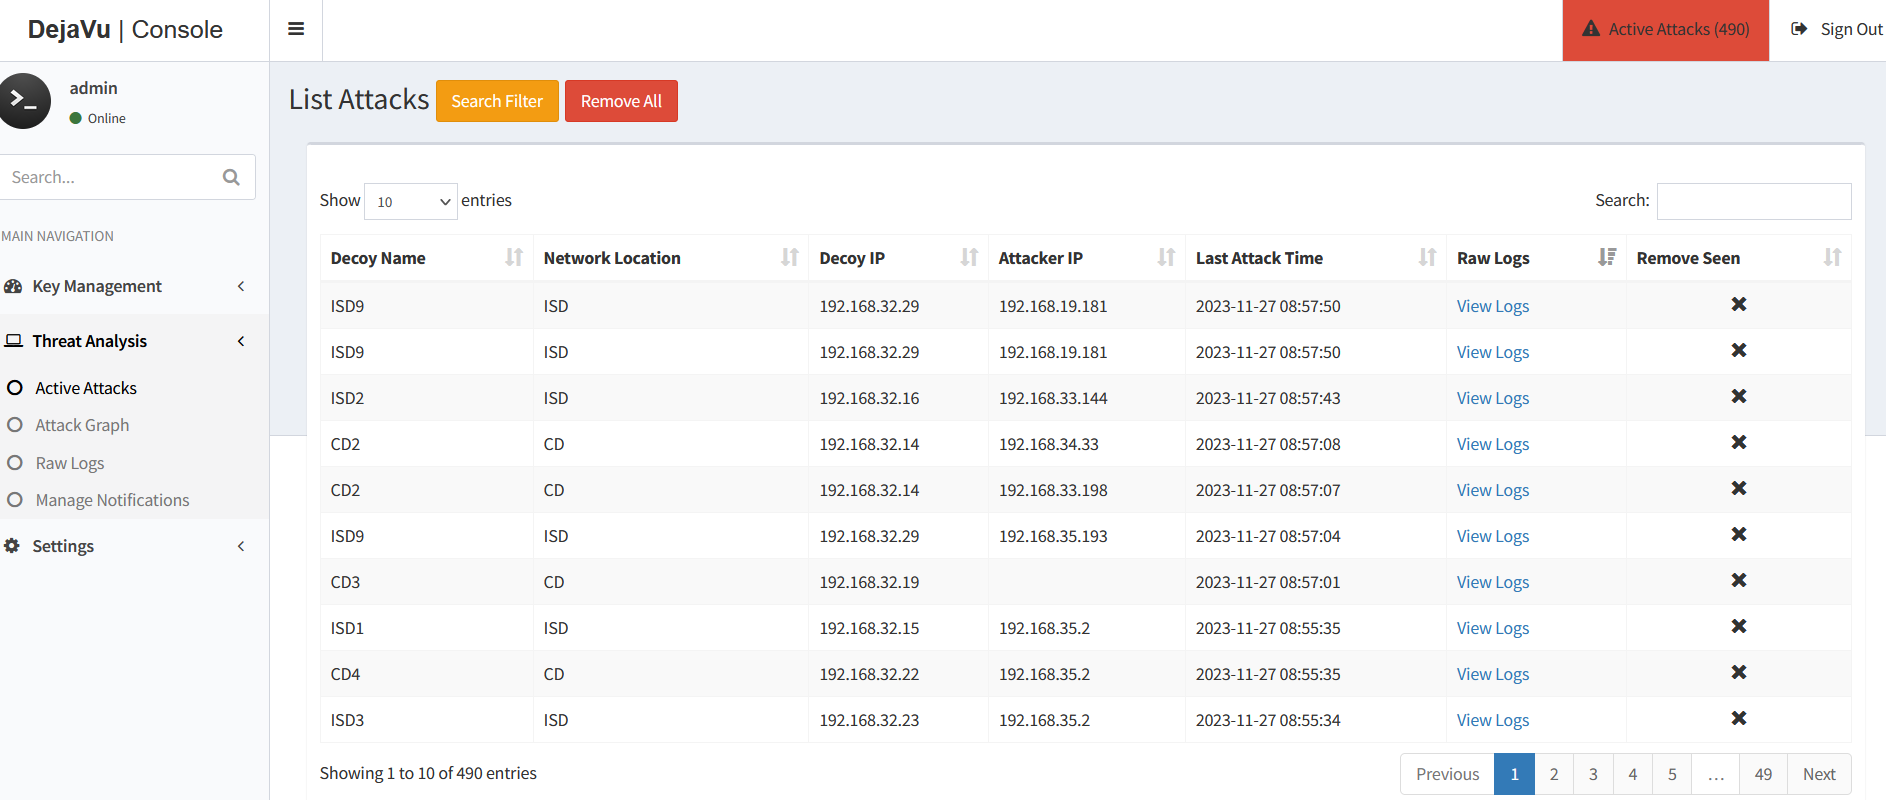 DejaVu | Console
Active Attacks (490)
Sign Out
admin
Online
Search...
MAIN NAVIGATION
Key Management
Threat Analysis
Active Attacks
Attack Graph
Raw Logs
Manage Notifications
Settings
List Attacks Search Filter Remove All
Show 10 entries Search:
Decoy Name Network Location Decoy IP Attacker IP Last Attack Time Raw Logs Remove Seen
ISD9 ISD 192.168.32.29 192.168.19.181 2023-11-27 08:57:50 View Logs
ISD9 ISD 192.168.32.29 192.168.19.181 2023-11-27 08:57:50 View Logs
ISD2 ISD 192.168.32.16 192.168.33.144 2023-11-27 08:57:43 View Logs
CD2 CD 192.168.32.14 192.168.34.33 2023-11-27 08:57:08 View Logs
CD2 CD 192.168.32.14 192.168.33.198 2023-11-27 08:57:07 View Logs
ISD9 ISD 192.168.32.29 192.168.35.193 2023-11-27 08:57:04 View Logs
CD3 CD 192.168.32.19 2023-11-27 08:57:01 View Logs
ISD1 ISD 192.168.32.15 192.168.35.2 2023-11-27 08:55:35 View Logs
CD4 CD 192.168.32.22 192.168.35.2 2023-11-27 08:55:35 View Logs
ISD3 ISD 192.168.32.23 192.168.35.2 2023-11-27 08:55:34 View Logs
Showing 1 to 10 of 490 entries
Previous 1 2 3 4 5 … 49 Next